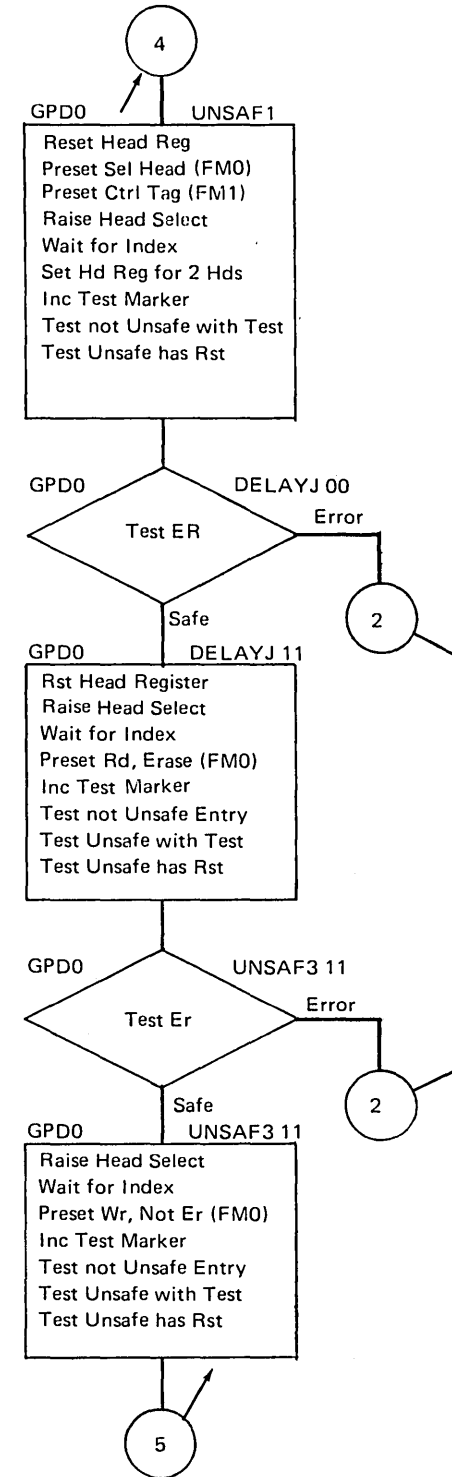 4
GPD0 UNSAF1
Reset Head Reg
Preset Sel Head (FM0)
Preset Ctrl Tag (FM1)
Raise Head Select
Wait for Index
Set Hd Reg for 2 Hds
Inc Test Marker
Test not Unsafe with Test
Test Unsafe has Rst
GPD0 DELAYJ 00
Test ER
Error
2
Safe
GPD0 DELAYJ 11
Rst Head Register
Raise Head Select
Wait for Index
Preset Rd, Erase (FM0)
Inc Test Marker
Test not Unsafe Entry
Test Unsafe with Test
Test Unsafe has Rst
GPD0 UNSAF3 11
Test Er
Error
2
Safe
GPD0 UNSAF3 11
Raise Head Select
Wait for Index
Preset Wr, Not Er (FM0)
Inc Test Marker
Test not Unsafe Entry
Test Unsafe with Test
Test Unsafe has Rst
5